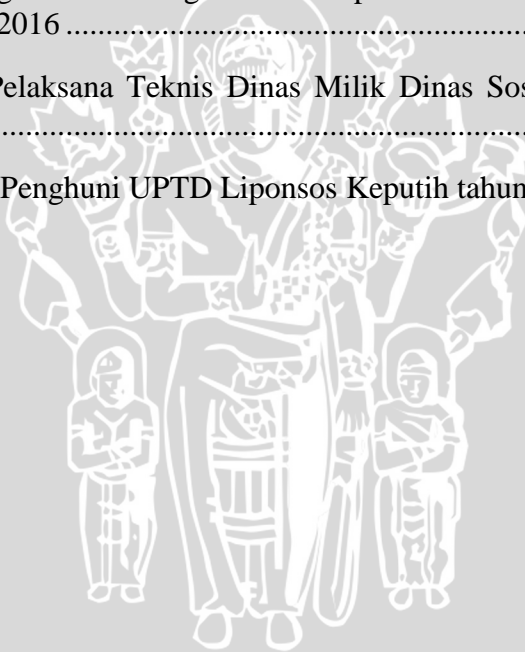 2016 ..........................................................
Pelaksana Teknis Dinas Milik Dinas Sos
..........................................................
Penghuni UPTD Liponsos Keputih tahun